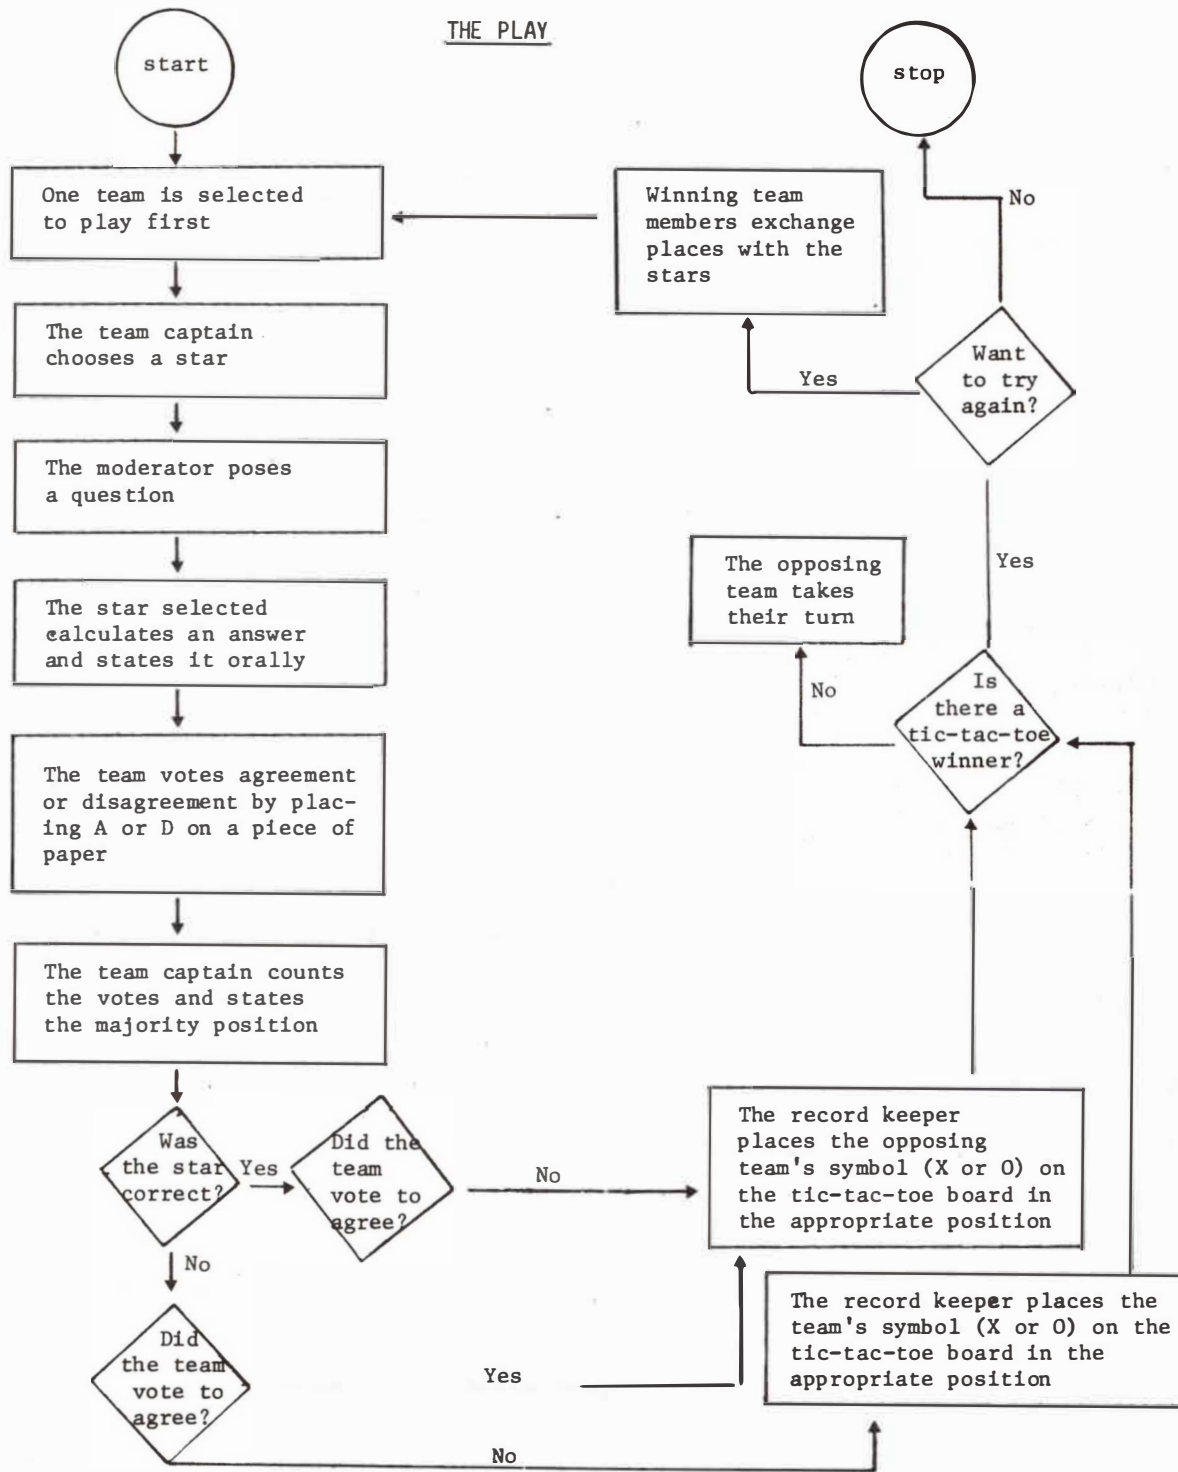 THE PLAY
start
One team is selected
to play first
The team captain
chooses a star
The moderator poses
a question
The star selected
calculates an answer
and states it orally
The team votes agreement
or disagreement by plac-
ing A or D on a piece of
paper
The team captain counts
the votes and states
the majority position
Was
the star
correct?
Yes
Did the
team
vote to
agree?
No
No
Did
the team
vote to
agree?
Yes
No
The record keeper
places the opposing
team's symbol (X or O) on
the tic-tac-toe board in
the appropriate position
The record keeper places the
team's symbol (X or O) on the
tic-tac-toe board in the
appropriate position
Is
there a
tic-tac-toe
winner?
No
The opposing
team takes
their turn
Yes
Want
to try
again?
Yes
Winning team
members exchange
places with the
stars
No
stop